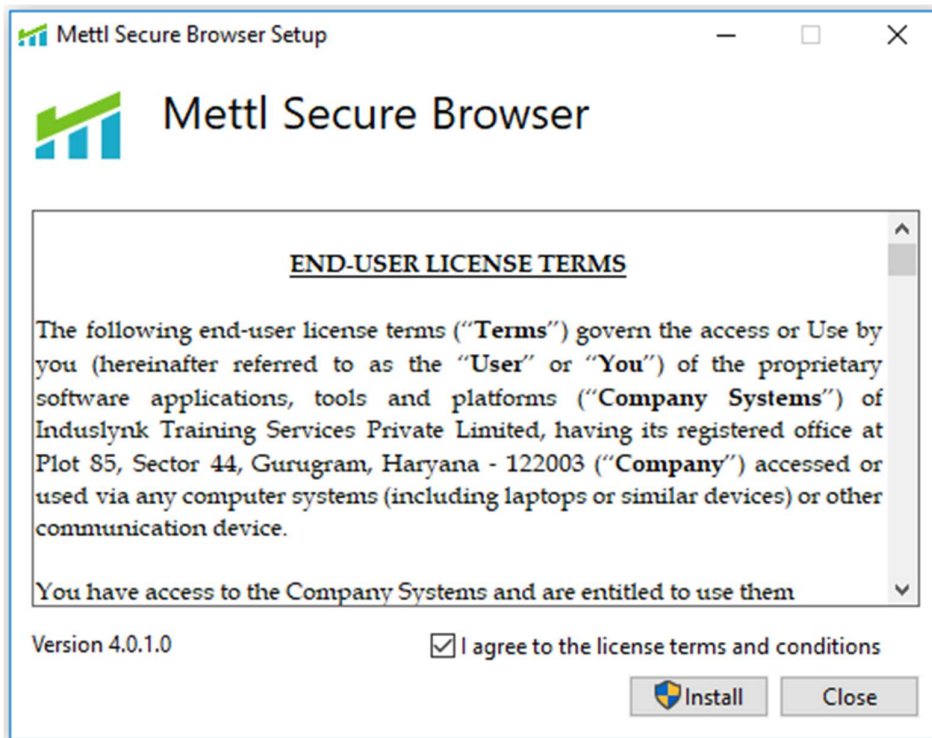 Mettl Secure Browser Setup
Mettl Secure Browser
END-USER LICENSE TERMS
The following end-user license terms (“Terms”) govern the access or Use by
you (hereinafter referred to as the “User” or “You”) of the proprietary
software applications, tools and platforms (“Company Systems”) of
Induslynk Training Services Private Limited, having its registered office at
Plot 85, Sector 44, Gurugram, Haryana - 122003 (“Company”) accessed or
used via any computer systems (including laptops or similar devices) or other
communication device.
You have access to the Company Systems and are entitled to use them
Version 4.0.1.0
I agree to the license terms and conditions
Install
Close